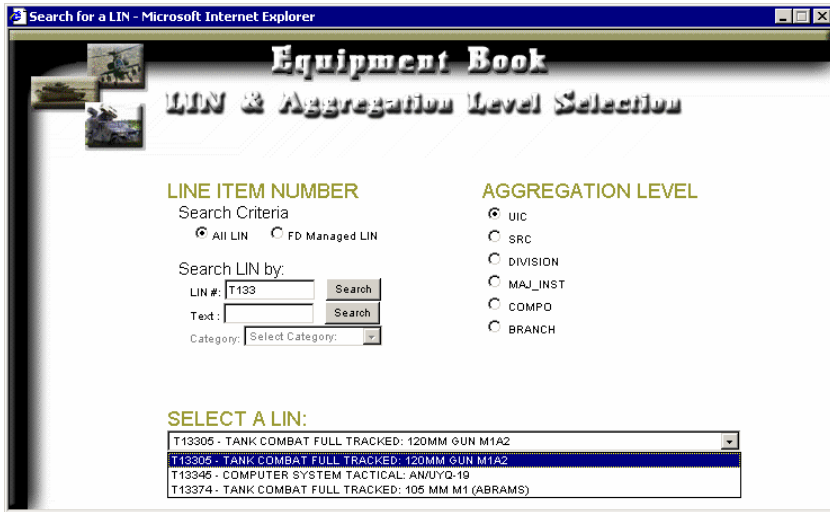 Search for a LIN - Microsoft Internet Explorer
Equipment Book
LIN & Aggregation Level Selection
LINE ITEM NUMBER
Search Criteria
All LIN FD Managed LIN
Search LIN by:
LIN #: T133 Search
Text : Search
Category: Select Category:
AGGREGATION LEVEL
UIC
SRC
DIVISION
MAJ_INST
COMPO
BRANCH
SELECT A LIN:
T13305 - TANK COMBAT FULL TRACKED: 120MM GUN M1A2
T13305 - TANK COMBAT FULL TRACKED: 120MM GUN M1A2
T13345 - COMPUTER SYSTEM TACTICAL: AN/UYQ-19
T13374 - TANK COMBAT FULL TRACKED: 105 MM M1 (ABRAMS)